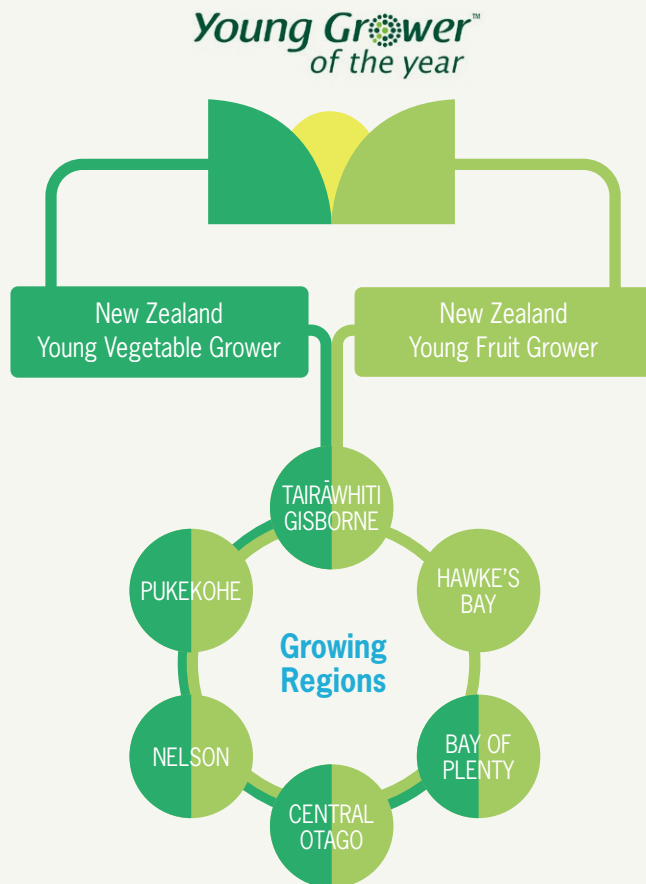 Young Grower™
of the year
New Zealand
Young Vegetable Grower
New Zealand
Young Fruit Grower
TAIRĀWHITI
GISBORNE
PUKEKOHE
HAWKE'S
BAY
Growing
Regions
NELSON
BAY OF
PLENTY
CENTRAL
OTAGO